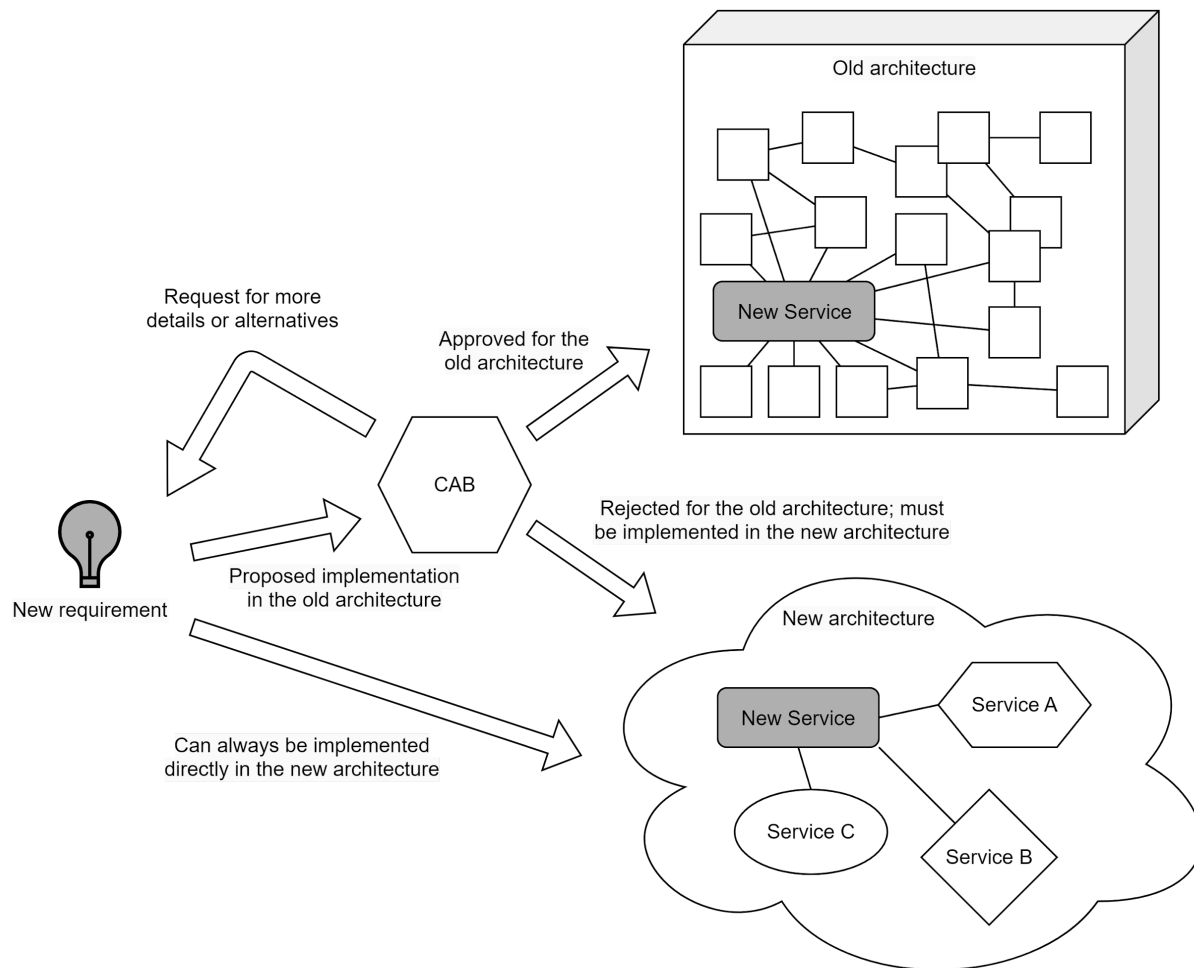 Old architecture
New Service
Request for more
details or alternatives
Approved for the
old architecture
CAB
Rejected for the old architecture; must
be implemented in the new architecture
Proposed implementation
in the old architecture
New requirement
Can always be implemented
directly in the new architecture
New architecture
New Service
Service A
Service C
Service B